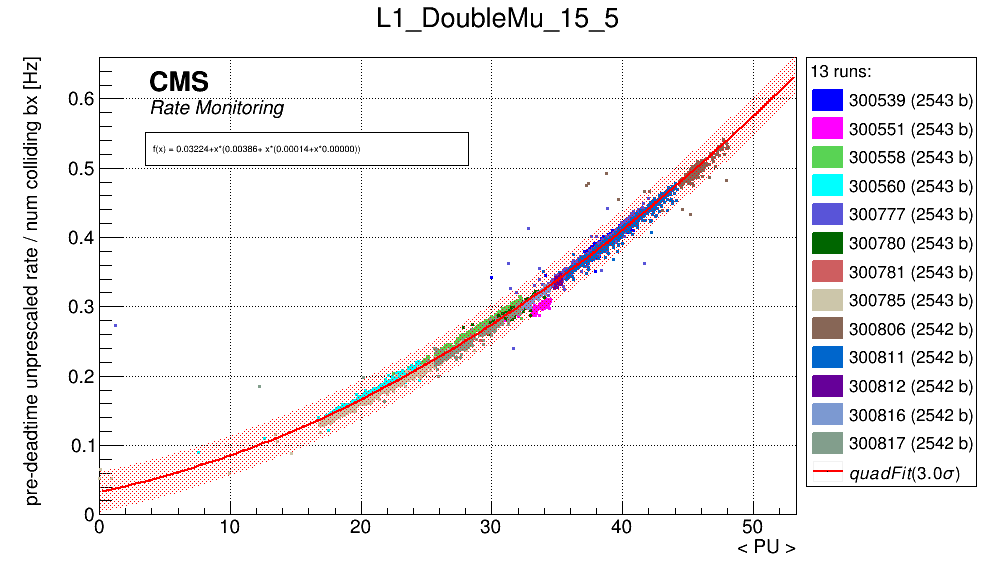 L1_DoubleMu_15_5
pre-deadtime unprescaled rate / num colliding bx [Hz]
CMS
Rate Monitoring
f(x) = 0.03224+x*(0.00386+ x*(0.00014+x*0.00000))
0.6
0.5
0.4
0.3
0.2
0.1
0
0 10 20 30 40 50
< PU >
13 runs:
300539 (2543 b)
300551 (2543 b)
300558 (2543 b)
300560 (2543 b)
300777 (2543 b)
300780 (2543 b)
300781 (2543 b)
300785 (2543 b)
300806 (2542 b)
300811 (2542 b)
300812 (2542 b)
300816 (2542 b)
300817 (2542 b)
quadFit(3.0σ)